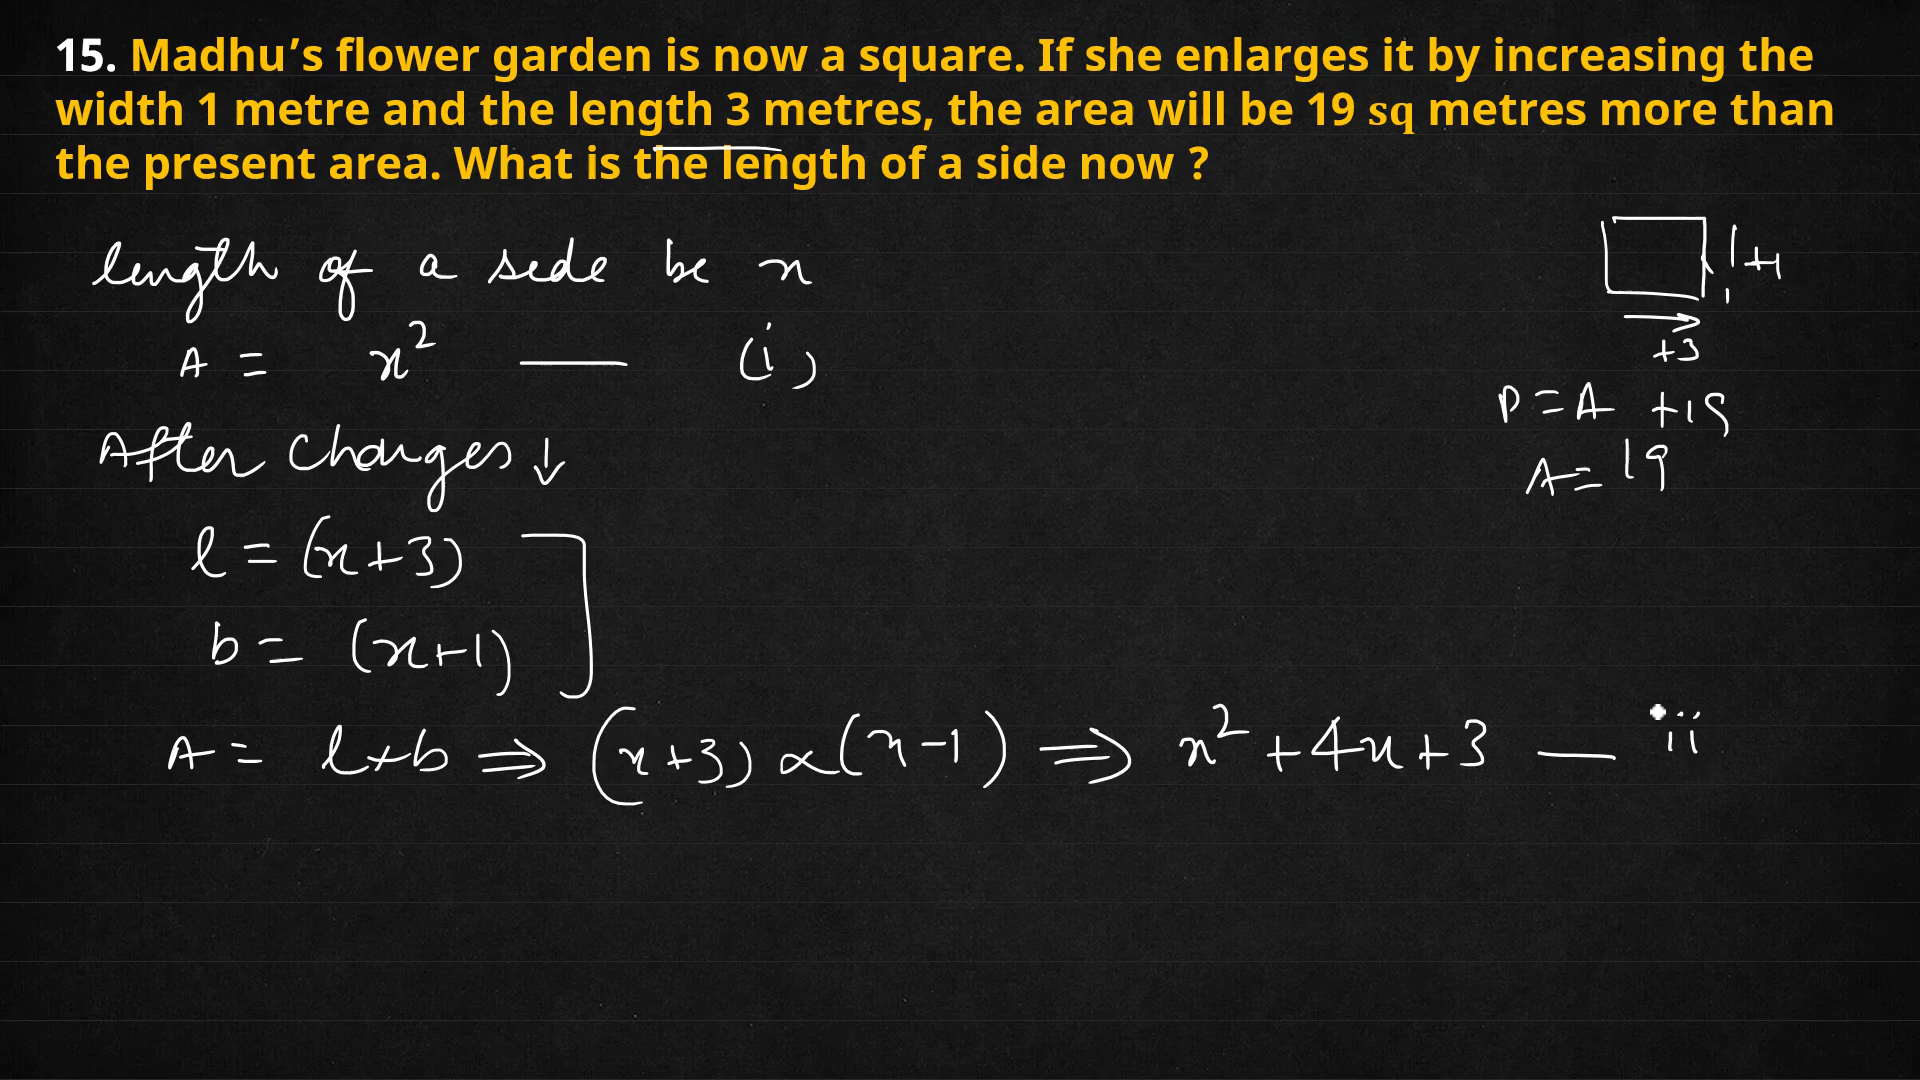 15. Madhu’s flower garden is now a square. If she enlarges it by increasing the
width 1 metre and the length 3 metres, the area will be 19 sq metres more than
the present area. What is the length of a side now ?
length of a side be x
A = x² — (i)
After changes ↓
l = (x+3)
b = (x+1)
A = l×b ⇒ (x+3) × (x-1) ⇒ x² + 4x + 3 — ii
+1
+3
P = A +19
A = 19